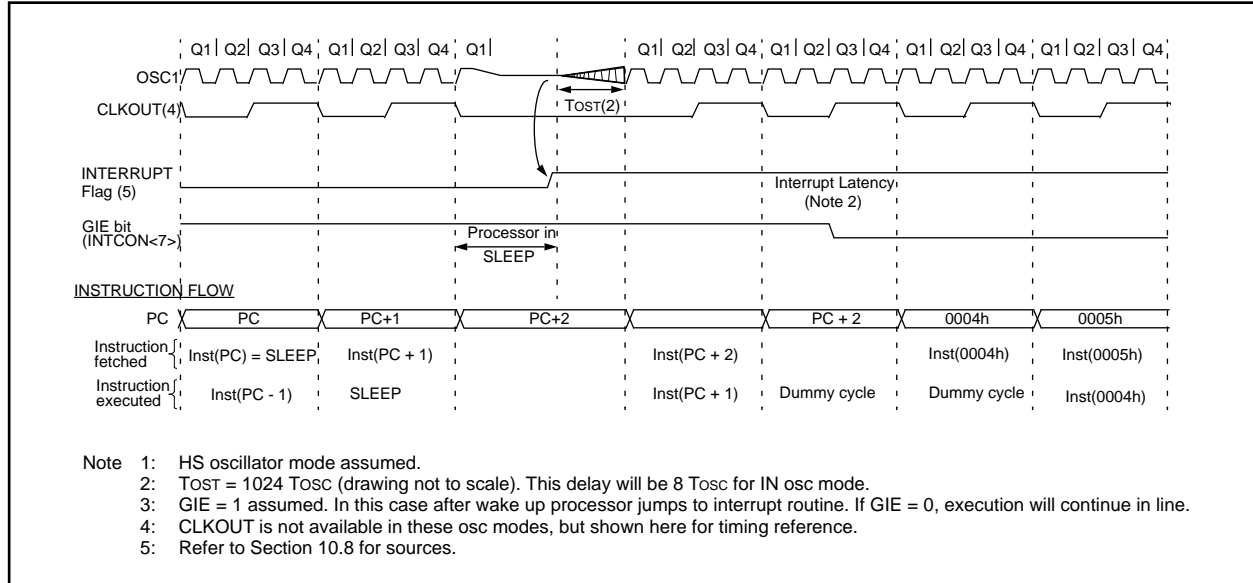 Q1 Q2 Q3 Q4 Q1 Q2 Q3 Q4 Q1 Q1 Q2 Q3 Q4 Q1 Q2 Q3 Q4 Q1 Q2 Q3 Q4 Q1 Q2 Q3 Q4
OSC1
CLKOUT(4)
TOST(2)
INTERRUPT
Flag (5)
Interrupt Latency
(Note 2)
GIE bit
(INTCON<7>)
Processor in
SLEEP
INSTRUCTION FLOW
PC PC PC+1 PC+2 PC + 2 0004h 0005h
Instruction
fetched
Inst(PC) = SLEEP Inst(PC + 1) Inst(PC + 2) Inst(0004h) Inst(0005h)
Instruction
executed
Inst(PC - 1) SLEEP Inst(PC + 1) Dummy cycle Dummy cycle Inst(0004h)
Note 1: HS oscillator mode assumed.
2: TOST = 1024 TOSC (drawing not to scale). This delay will be 8 TOSC for IN osc mode.
3: GIE = 1 assumed. In this case after wake up processor jumps to interrupt routine. If GIE = 0, execution will continue in line.
4: CLKOUT is not available in these osc modes, but shown here for timing reference.
5: Refer to Section 10.8 for sources.